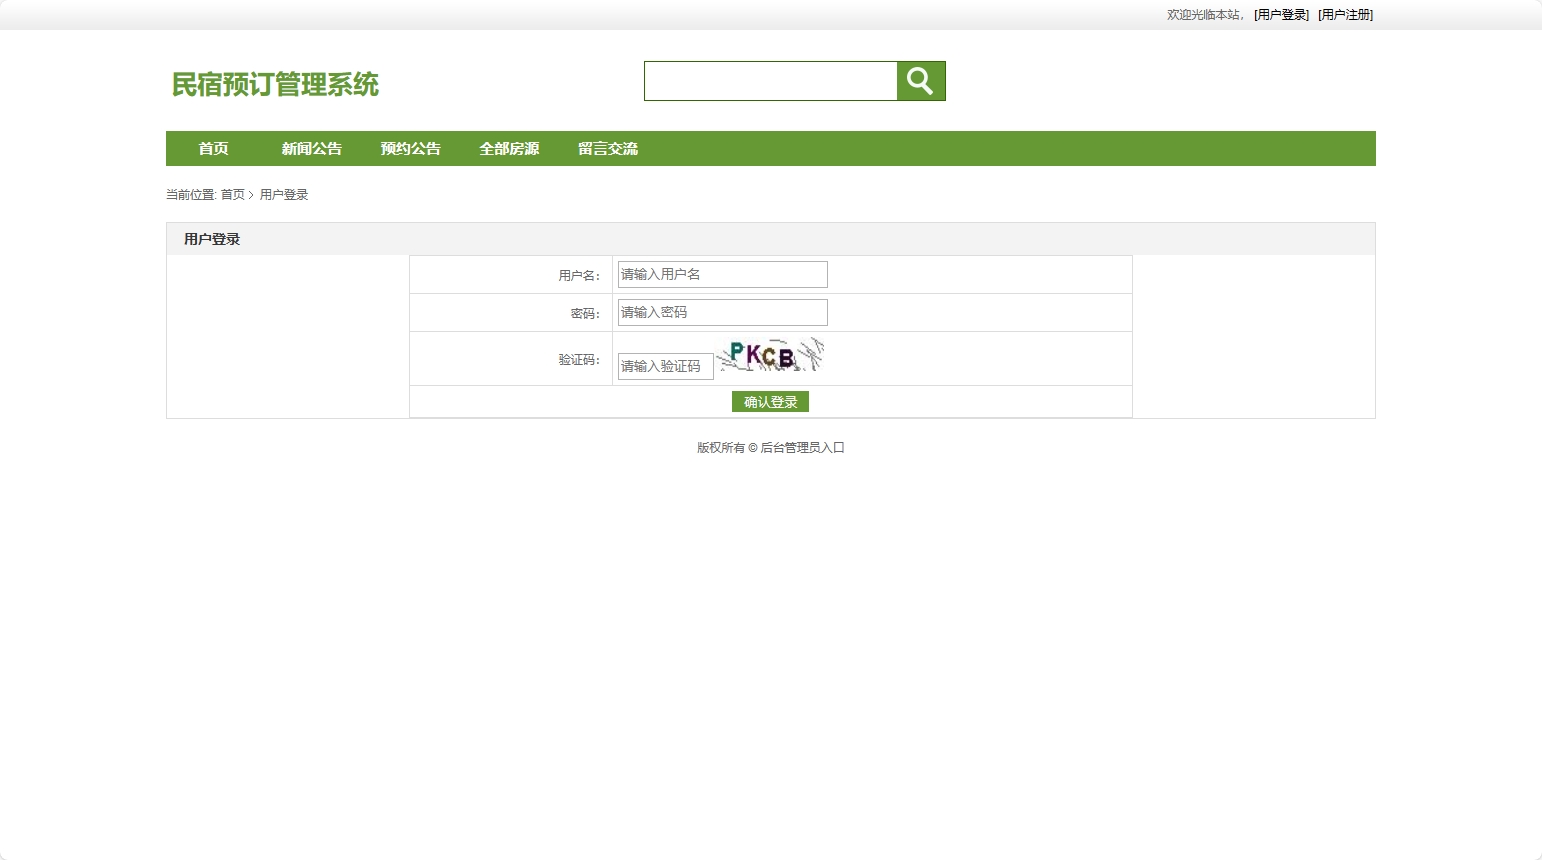 欢迎光临本站， [用户登录] [用户注册]
民宿预订管理系统
首页 新闻公告 预约公告 全部房源 留言交流
当前位置: 首页 > 用户登录
用户登录
用户名： 请输入用户名
密码： 请输入密码
验证码： 请输入验证码 PKCB
确认登录
版权所有 © 后台管理员入口